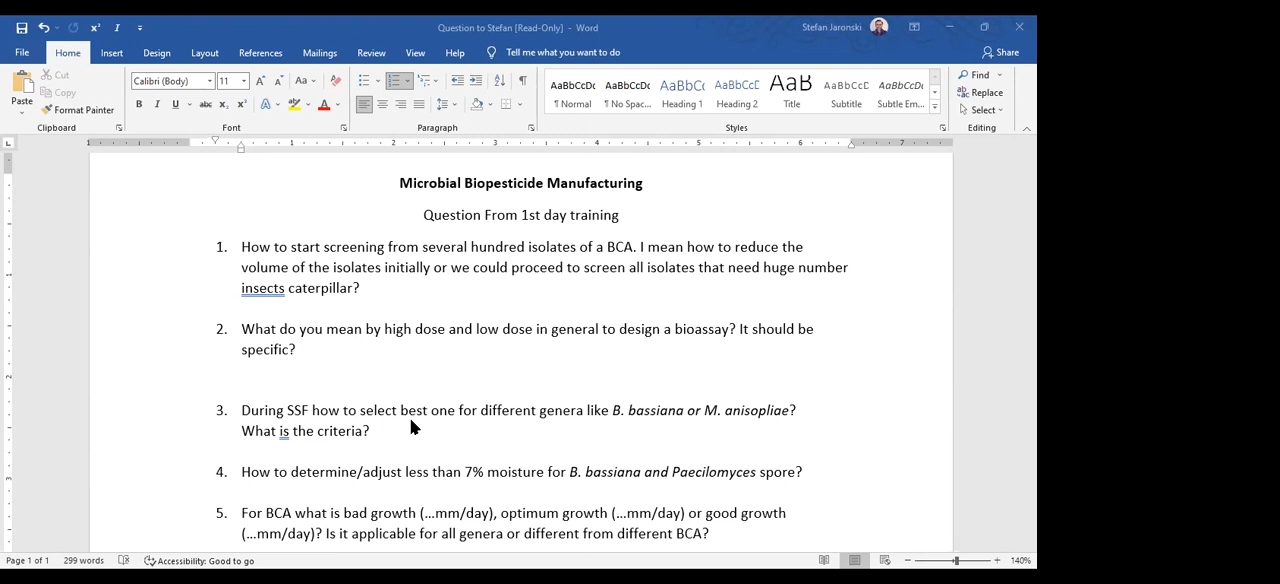 Question to Stefan [Read-Only] - Word
Stefan Jaronski
File Home Insert Design Layout References Mailings Review View Help Tell me what you want to do Share
Paste
Cut
Copy
Format Painter
Clipboard
Calibri (Body) 11
Font
Paragraph
AaBbCcDc AaBbCcDc AaBbCc AaBbCcD AaB AaBbCcD AaBbCcDc
¶ Normal ¶ No Spac... Heading 1 Heading 2 Title Subtitle Subtle Em...
Styles
Find
Replace
Select
Editing
1 1 2 3 4 5 6 7
Microbial Biopesticide Manufacturing
Question From 1st day training
1. How to start screening from several hundred isolates of a BCA. I mean how to reduce the
volume of the isolates initially or we could proceed to screen all isolates that need huge number
insects caterpillar?
2. What do you mean by high dose and low dose in general to design a bioassay? It should be
specific?
3. During SSF how to select best one for different genera like B. bassiana or M. anisopliae?
What is the criteria?
4. How to determine/adjust less than 7% moisture for B. bassiana and Paecilomyces spore?
5. For BCA what is bad growth (...mm/day), optimum growth (...mm/day) or good growth
(...mm/day)? Is it applicable for all genera or different from different BCA?
Page 1 of 1 299 words Accessibility: Good to go 140%